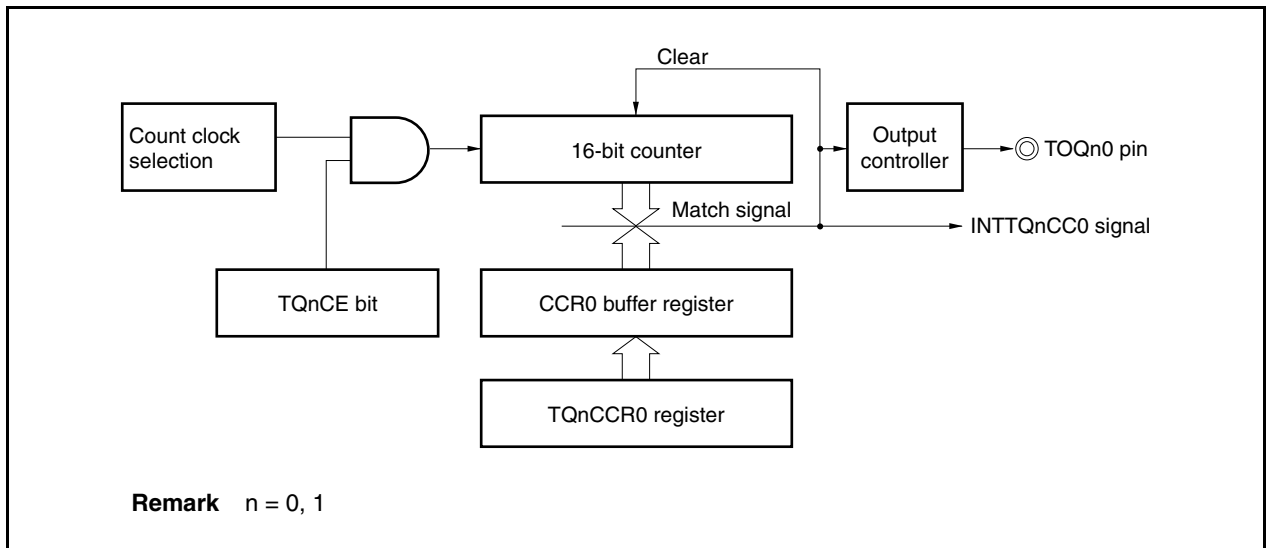 Clear
Count clock
selection
16-bit counter
Output
controller
TOQn0 pin
Match signal
INTTQnCC0 signal
TQnCE bit
CCR0 buffer register
TQnCCR0 register
Remark n = 0, 1